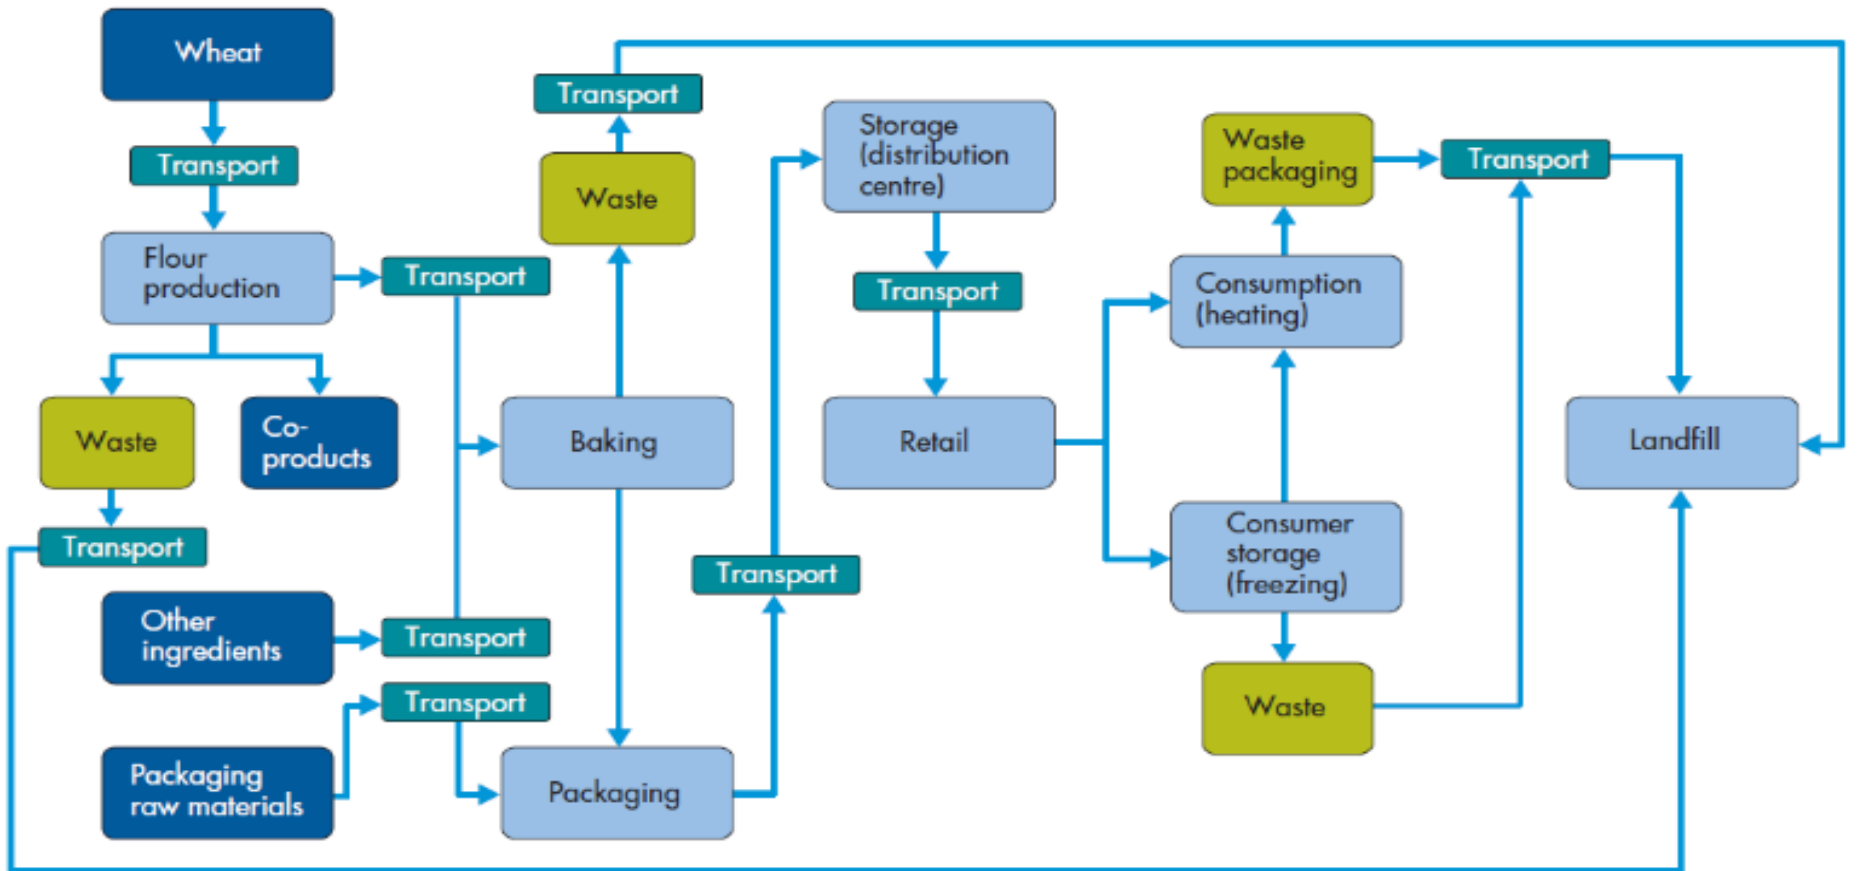 Wheat
Transport
Flour
production
Transport
Waste
Co-
products
Transport
Other
ingredients
Transport
Packaging
raw materials
Transport
Transport
Waste
Baking
Packaging
Transport
Storage
(distribution
centre)
Transport
Retail
Waste
packaging
Transport
Consumption
(heating)
Consumer
storage
(freezing)
Waste
Landfill